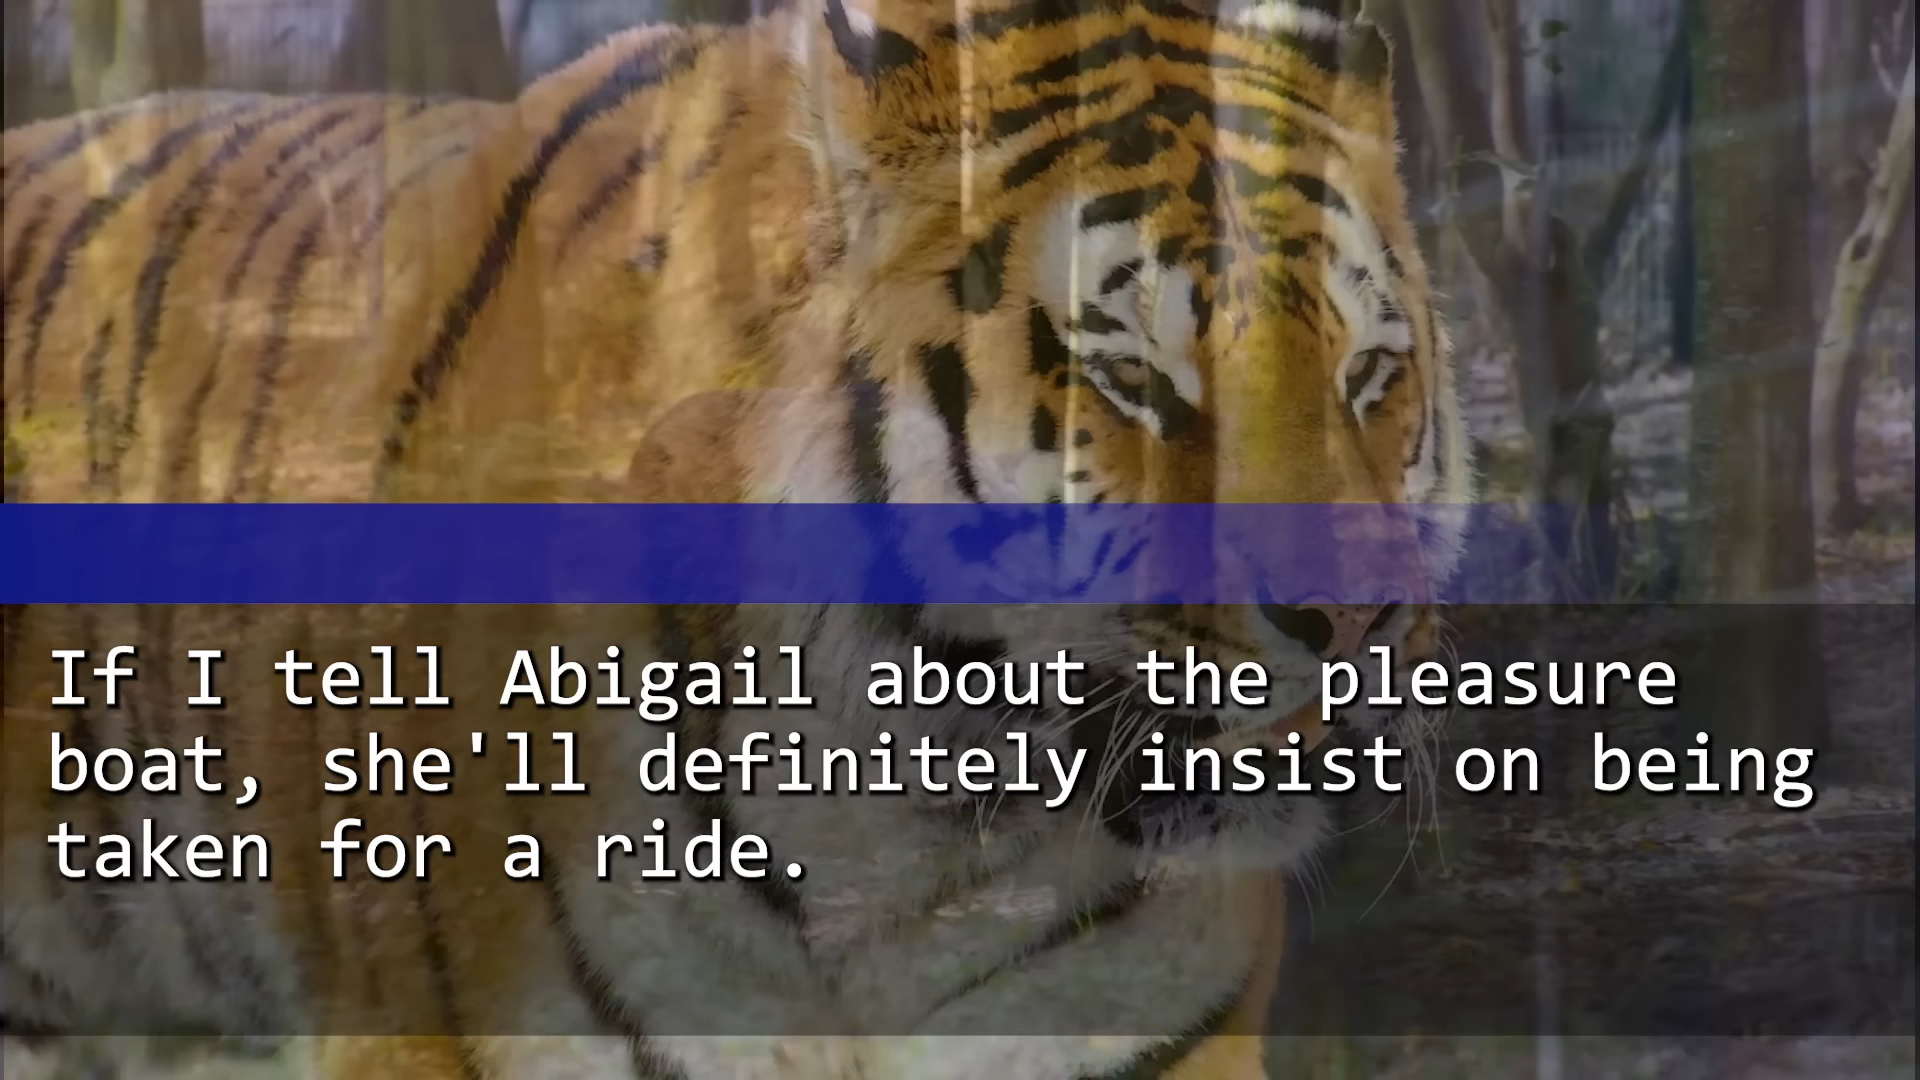 If I tell Abigail about the pleasure
boat, she'll definitely insist on being
taken for a ride.